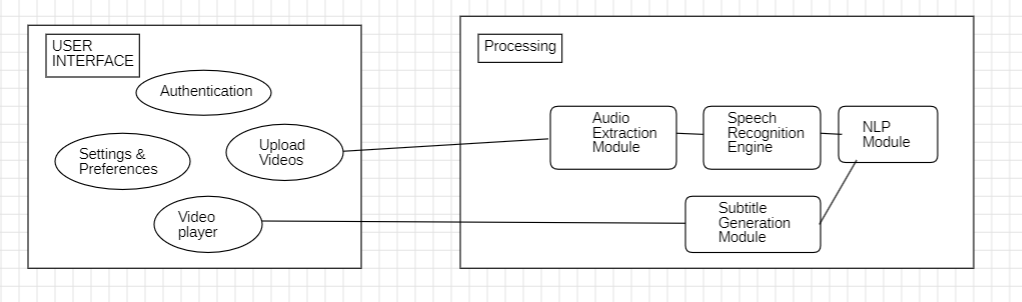 USER
INTERFACE
Authentication
Settings &
Preferences
Upload
Videos
Video
player
Processing
Audio
Extraction
Module
Speech
Recognition
Engine
NLP
Module
Subtitle
Generation
Module